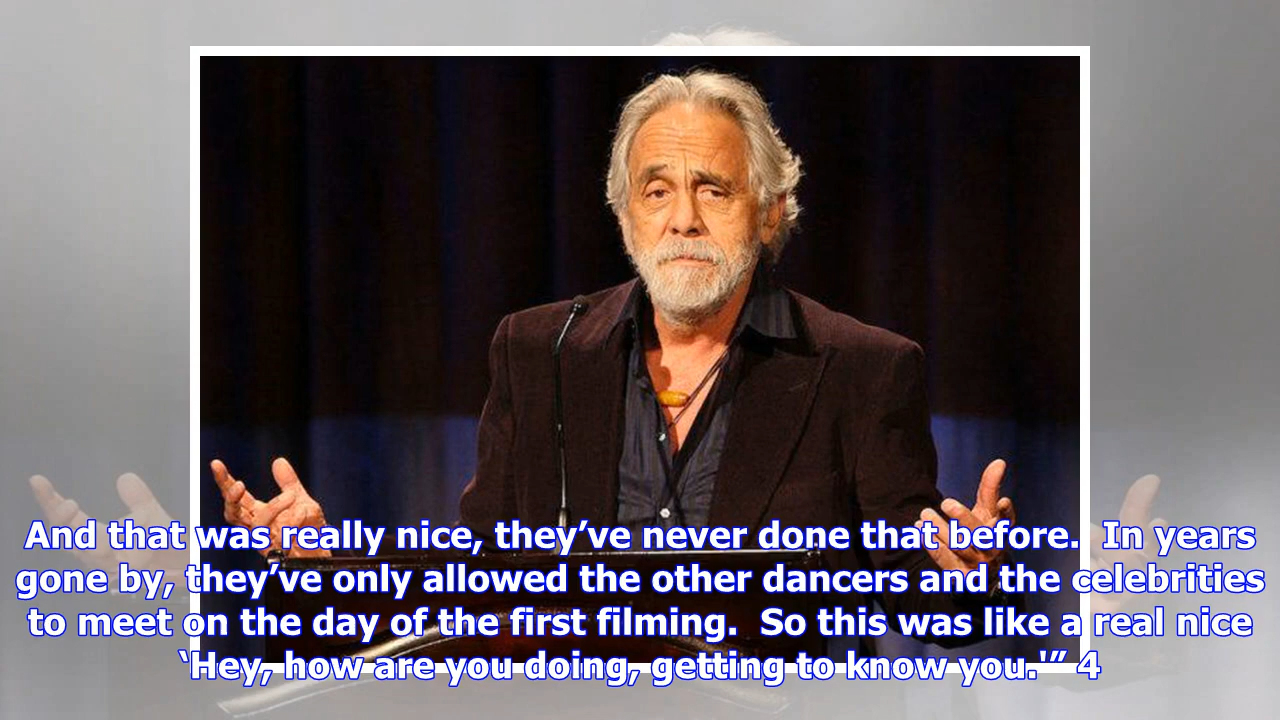 And that was really nice, they’ve never done that before.  In years
gone by, they’ve only allowed the other dancers and the celebrities
to meet on the day of the first filming.  So this was like a real nice
‘Hey, how are you doing, getting to know you.'” 4